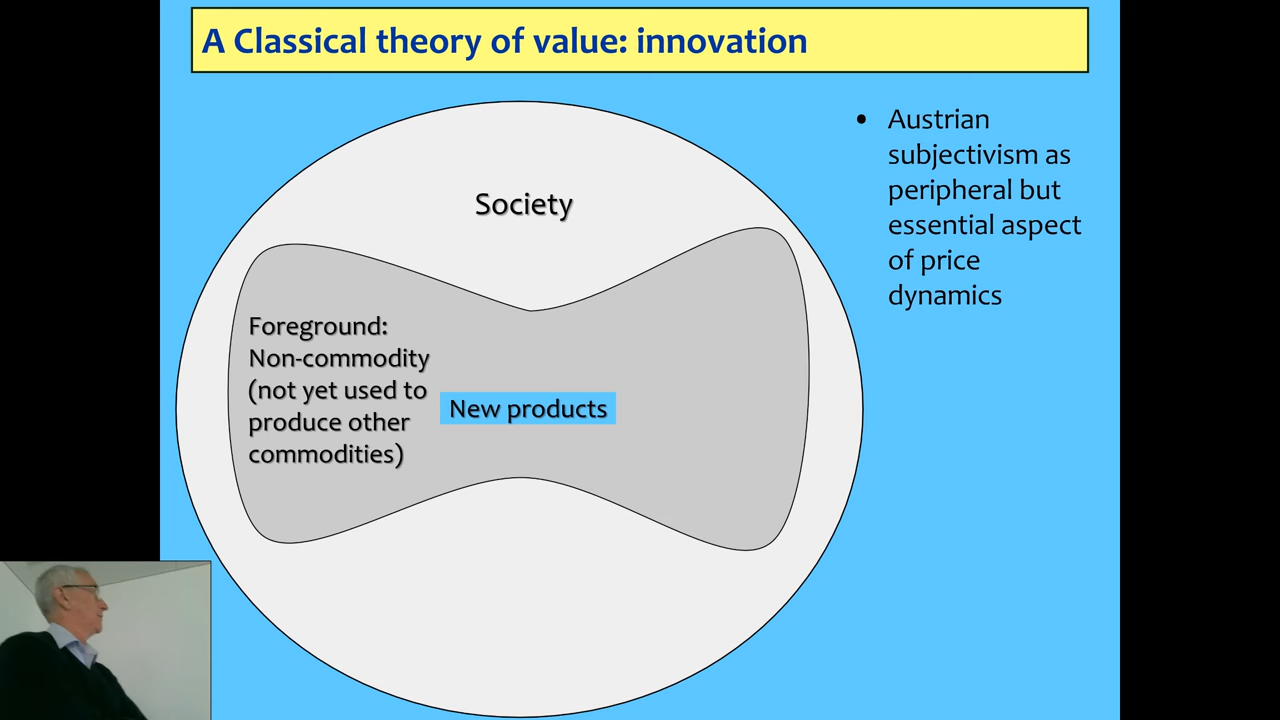 A Classical theory of value: innovation
Society
Foreground:
Non-commodity
(not yet used to
produce other
commodities)
New products
• Austrian
subjectivism as
peripheral but
essential aspect
of price
dynamics